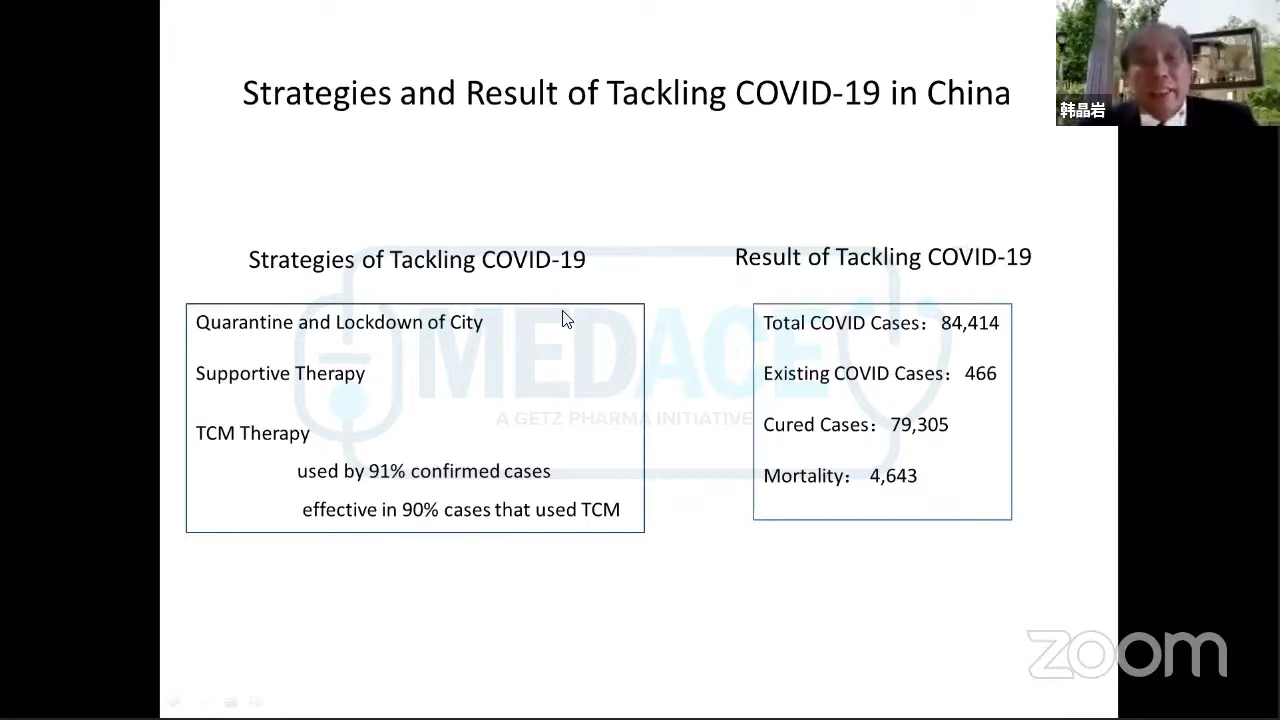 Strategies and Result of Tackling COVID-19 in China
韩晶岩
Strategies of Tackling COVID-19
Quarantine and Lockdown of City
Supportive Therapy
TCM Therapy
used by 91% confirmed cases
effective in 90% cases that used TCM
Result of Tackling COVID-19
Total COVID Cases：84,414
Existing COVID Cases：466
Cured Cases：79,305
Mortality：4,643
MEDACE
A GETZ PHARMA INITIATIVE
zoom